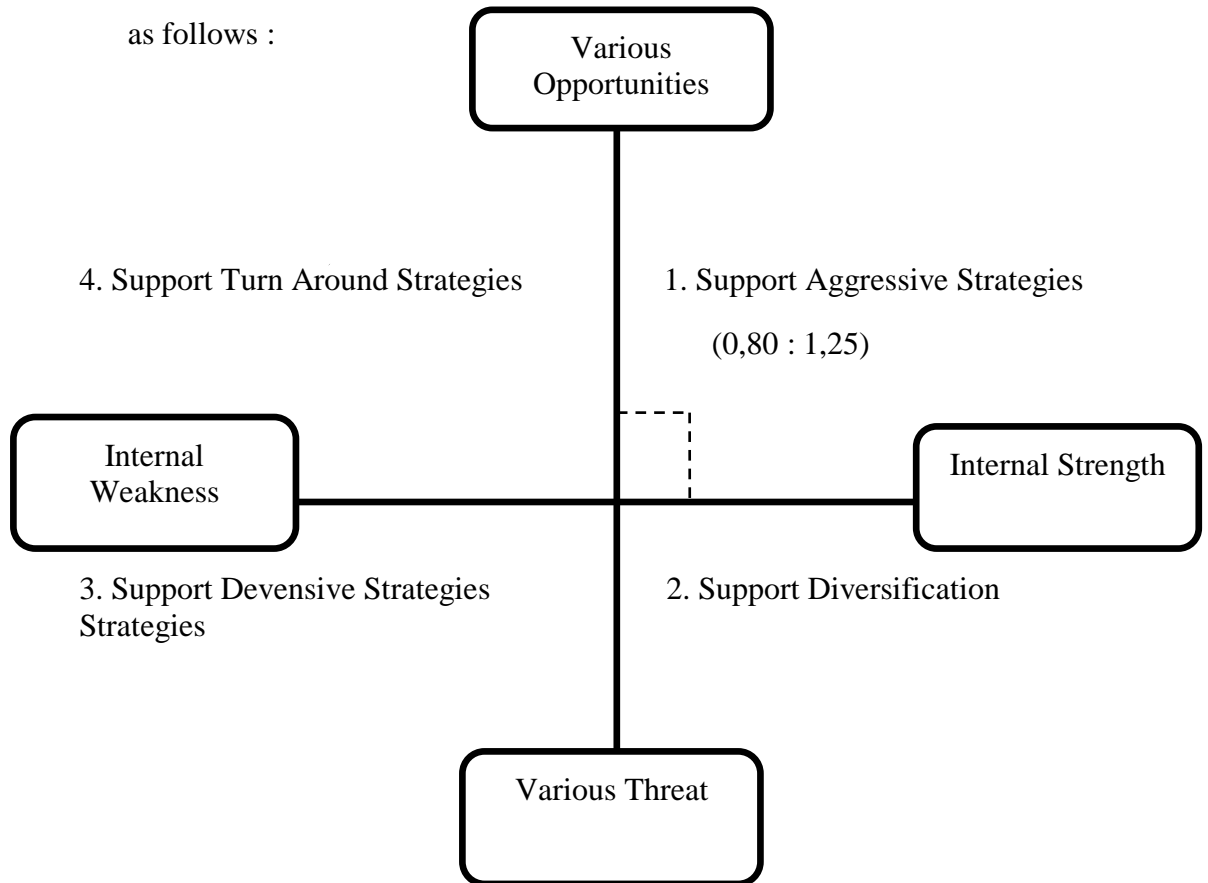 as follows :
Various
Opportunities
4. Support Turn Around Strategies
1. Support Aggressive Strategies
(0,80 : 1,25)
Internal
Weakness
Internal Strength
3. Support Devensive Strategies
Strategies
2. Support Diversification
Various Threat